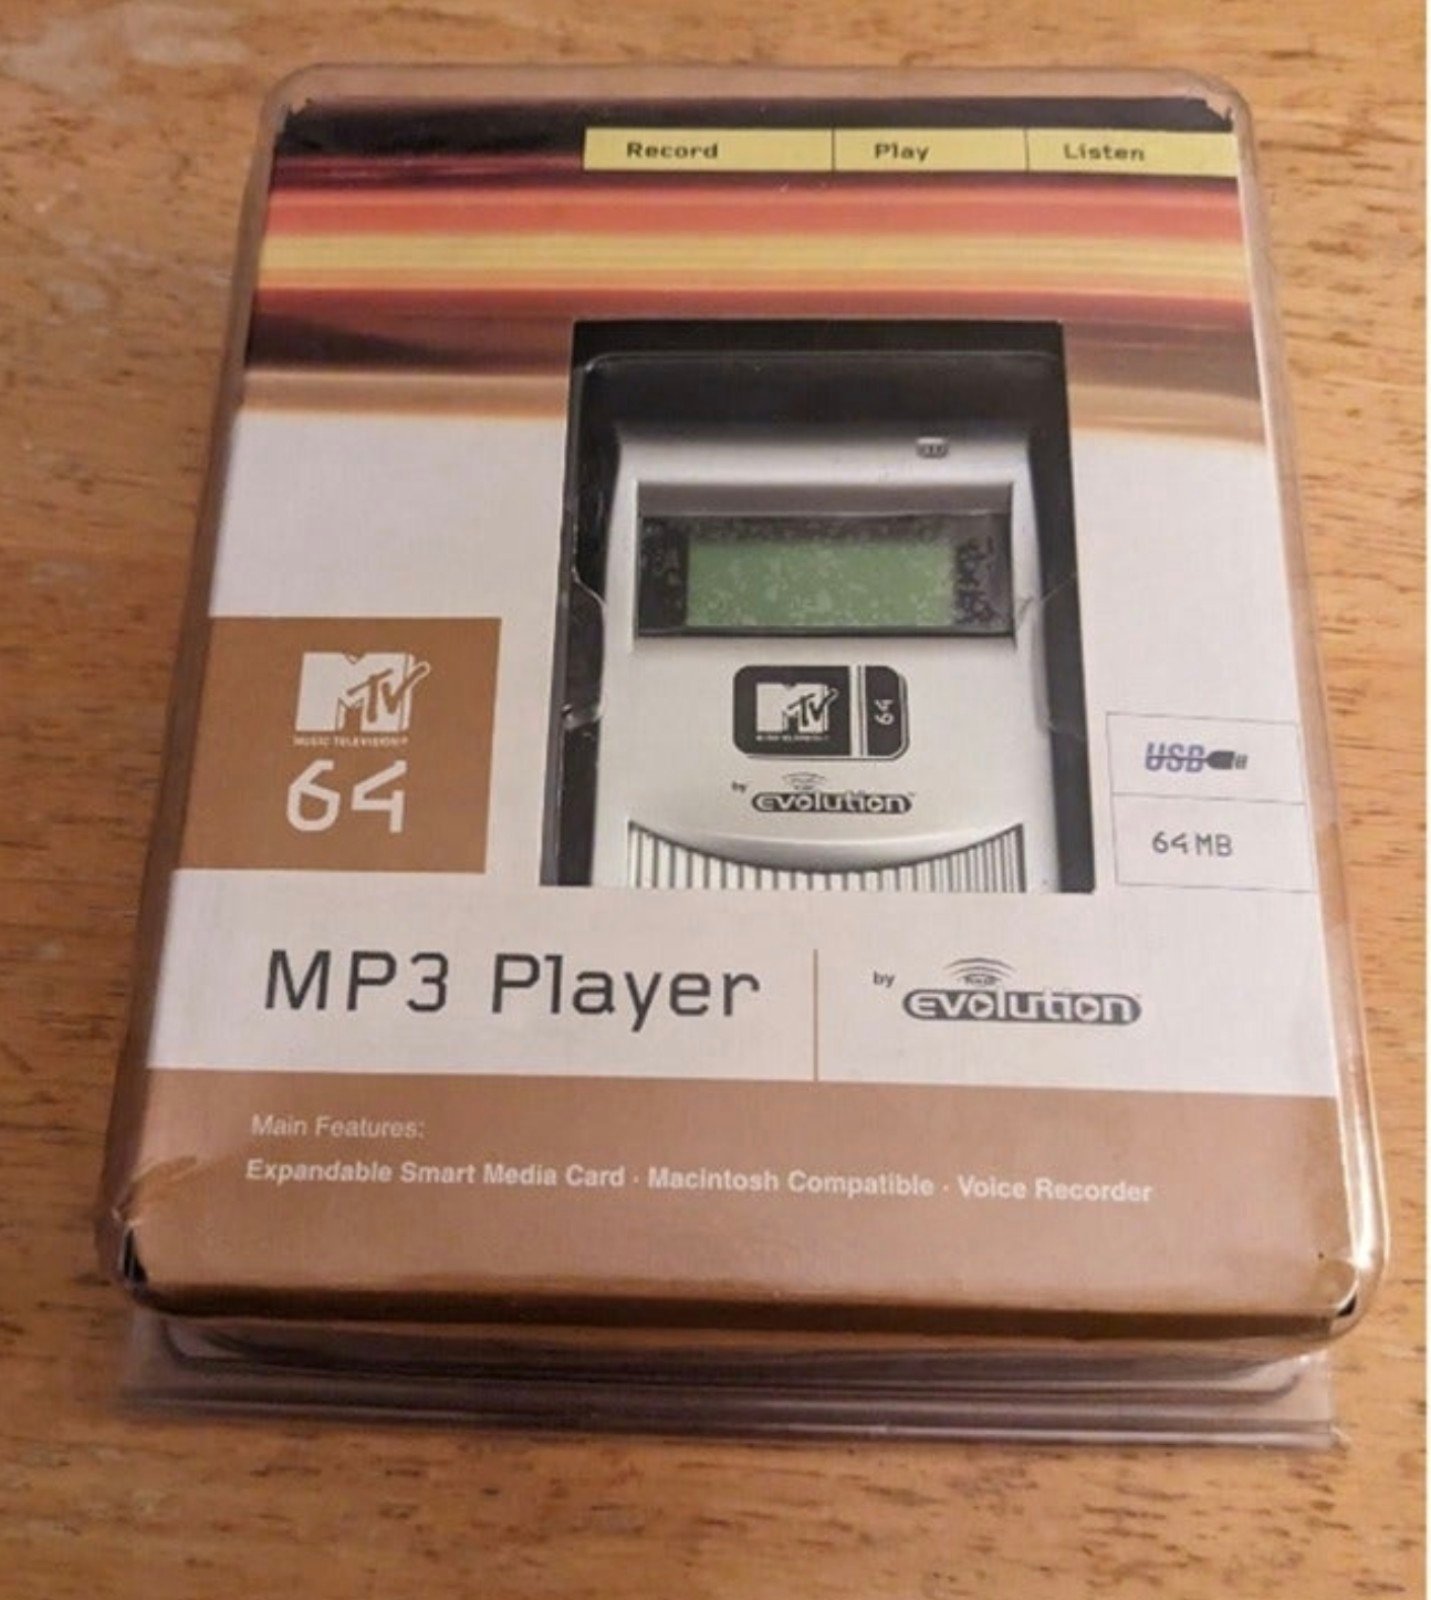 Record Play Listen
MTV
64
by evolution
MTV
MUSIC TELEVISION®
64
USB
64MB
MP3 Player
by evolution
Main Features:
Expandable Smart Media Card · Macintosh Compatible · Voice Recorder